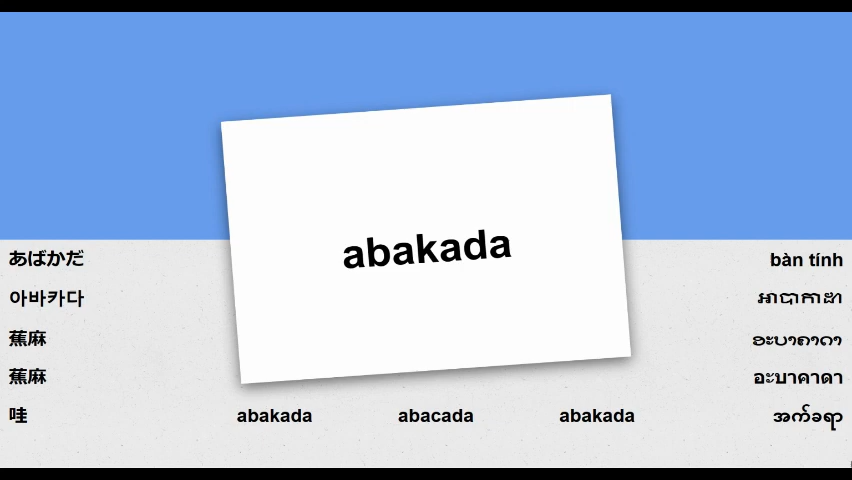 abakada
あばかだ
아바카다
蕉麻
蕉麻
哇
abakada
abacada
abakada
bàn tính
អាបាកាដា
ອະບາຄາດາ
อะบาคาดา
အက်ခရာ